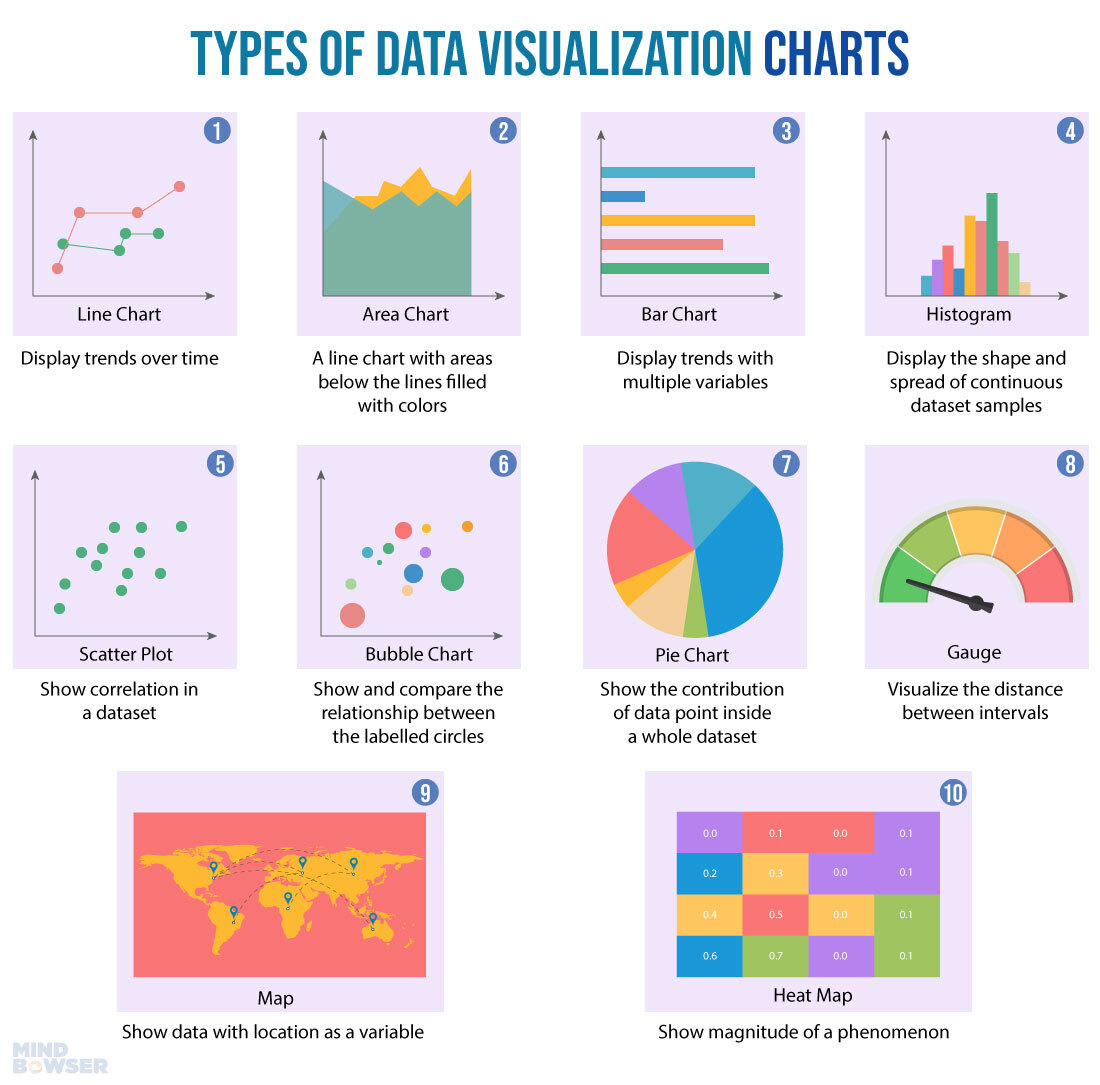 TYPES OF DATA VISUALIZATION CHARTS
1
Line Chart
Display trends over time
2
Area Chart
A line chart with areas
below the lines filled
with colors
3
Bar Chart
Display trends with
multiple variables
4
Histogram
Display the shape and
spread of continuous
dataset samples
5
Scatter Plot
Show correlation in
a dataset
6
Bubble Chart
Show and compare the
relationship between
the labelled circles
7
Pie Chart
Show the contribution
of data point inside
a whole dataset
8
Gauge
Visualize the distance
between intervals
9
Map
Show data with location as a variable
10
0.0 0.1 0.0 0.1
0.2 0.3 0.0 0.1
0.4 0.5 0.0 0.1
0.6 0.7 0.0 0.1
Heat Map
Show magnitude of a phenomenon
MIND
BOWSER